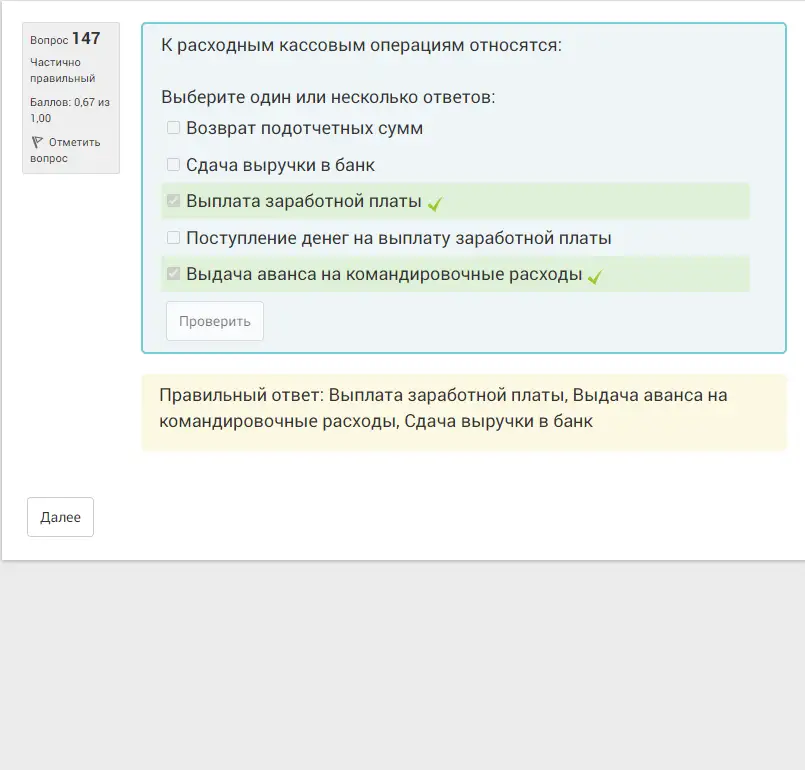 Вопрос 147
Частично
правильный
Баллов: 0,67 из
1,00
Отметить
вопрос
К расходным кассовым операциям относятся:
Выберите один или несколько ответов:
Возврат подотчетных сумм
Сдача выручки в банк
Выплата заработной платы
Поступление денег на выплату заработной платы
Выдача аванса на командировочные расходы
Проверить
Правильный ответ: Выплата заработной платы, Выдача аванса на
командировочные расходы, Сдача выручки в банк
Далее